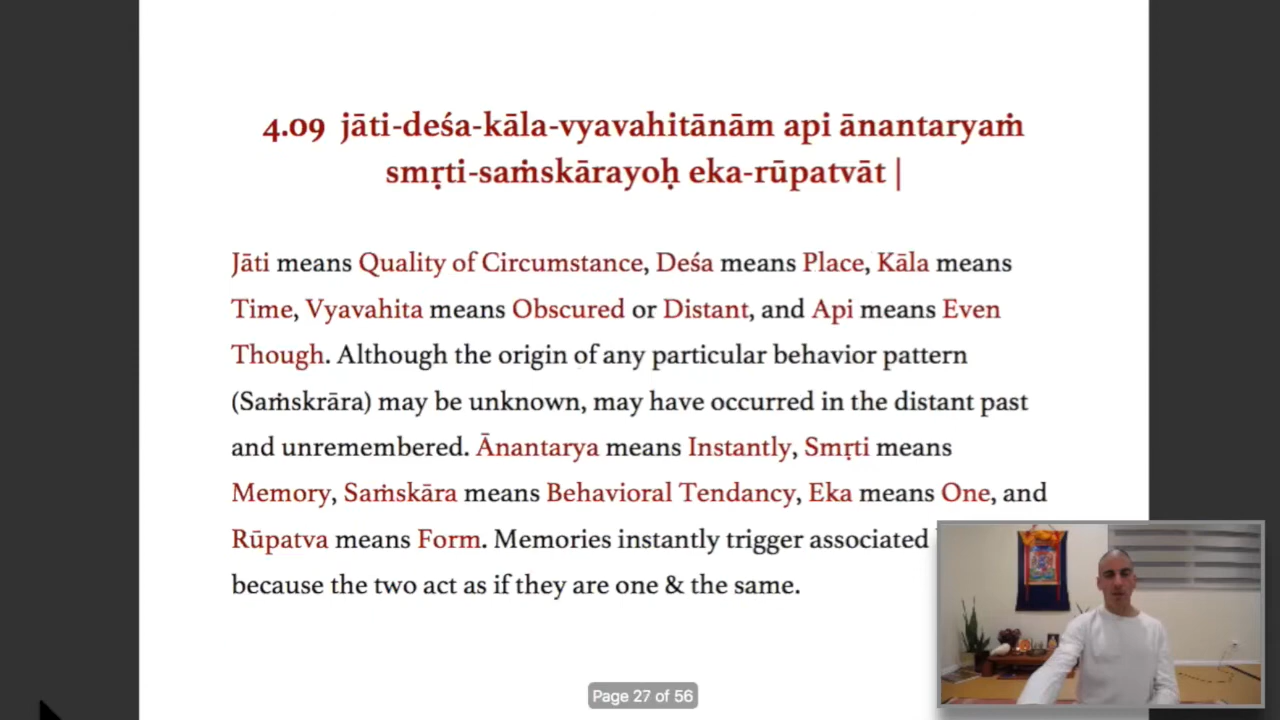 4.09 jāti-deśa-kāla-vyavahitānām api ānantaryaṁ
smṛti-saṁskārayoḥ eka-rūpatvāt |
Jāti means Quality of Circumstance, Deśa means Place, Kāla means
Time, Vyavahita means Obscured or Distant, and Api means Even
Though. Although the origin of any particular behavior pattern
(Saṁskrāra) may be unknown, may have occurred in the distant past
and unremembered. Ānantarya means Instantly, Smṛti means
Memory, Saṁskāra means Behavioral Tendancy, Eka means One, and
Rūpatva means Form. Memories instantly trigger associated
because the two act as if they are one & the same.
Page 27 of 56